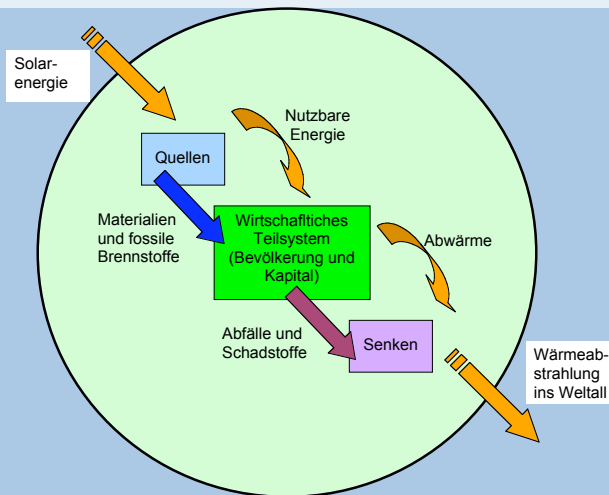 Solar-
energie
Nutzbare
Energie
Quellen
Materialien
und fossile
Brennstoffe
Wirtschafltiches
Teilsystem
(Bevölkerung und
Kapital)
Abwärme
Abfälle und
Schadstoffe
Senken
Wärmeab-
strahlung
ins Weltall